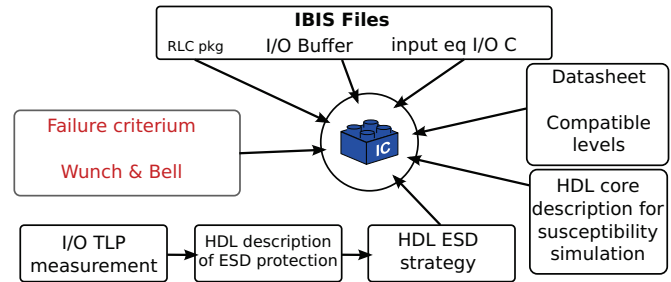 IBIS Files
RLC pkg I/O Buffer input eq I/O C
Failure criterium
Wunch & Bell
IC
Datasheet
Compatible
levels
HDL core
description for
susceptibility
simulation
I/O TLP
measurement
HDL description
of ESD protection
HDL ESD
strategy